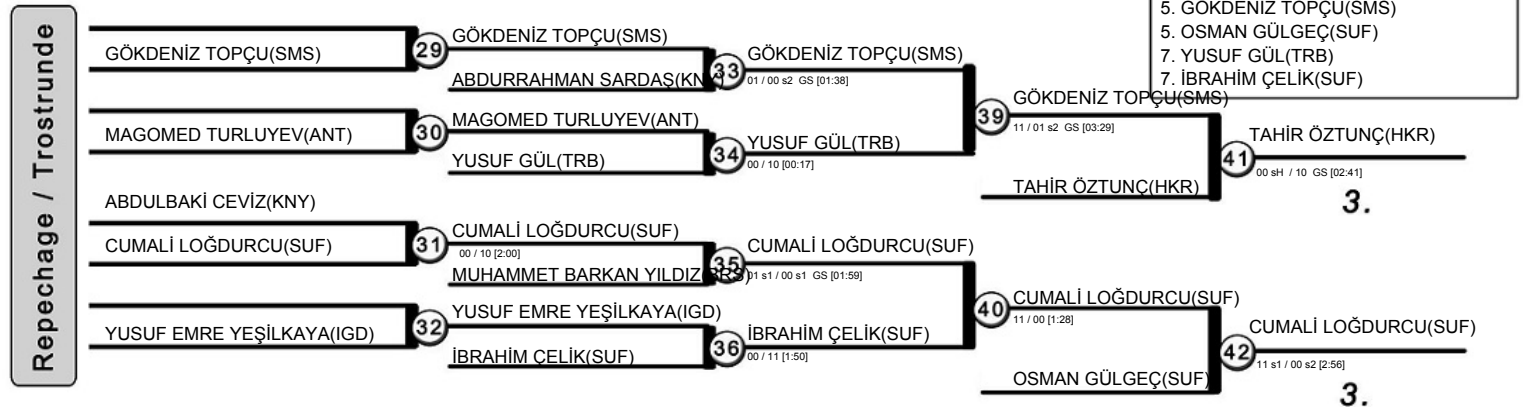 Repechage / Trostrunde
5. GÖKDENİZ TOPÇU(SMS)
5. OSMAN GÜLGEÇ(SUF)
7. YUSUF GÜL(TRB)
7. İBRAHİM ÇELİK(SUF)
GÖKDENİZ TOPÇU(SMS)
29
GÖKDENİZ TOPÇU(SMS)
ABDURRAHMAN SARDAŞ(KNY)
33
GÖKDENİZ TOPÇU(SMS)
01 / 00 s2 GS [01:38]
MAGOMED TURLUYEV(ANT)
30
MAGOMED TURLUYEV(ANT)
YUSUF GÜL(TRB)
34
YUSUF GÜL(TRB)
00 / 10 [00:17]
39
GÖKDENİZ TOPÇU(SMS)
11 / 01 s2 GS [03:29]
TAHİR ÖZTUNÇ(HKR)
41
TAHİR ÖZTUNÇ(HKR)
00 sH / 10 GS [02:41]
3.
ABDULBAKİ CEVİZ(KNY)
CUMALİ LOĞDURCU(SUF)
31
CUMALİ LOĞDURCU(SUF)
00 / 10 [2:00]
MUHAMMET BARKAN YILDIZ(BRS)
35
CUMALİ LOĞDURCU(SUF)
01 s1 / 00 s1 GS [01:59]
YUSUF EMRE YEŞİLKAYA(IGD)
32
YUSUF EMRE YEŞİLKAYA(IGD)
İBRAHİM ÇELİK(SUF)
36
İBRAHİM ÇELİK(SUF)
00 / 11 [1:50]
40
CUMALİ LOĞDURCU(SUF)
11 / 00 [1:28]
OSMAN GÜLGEÇ(SUF)
42
CUMALİ LOĞDURCU(SUF)
11 s1 / 00 s2 [2:56]
3.